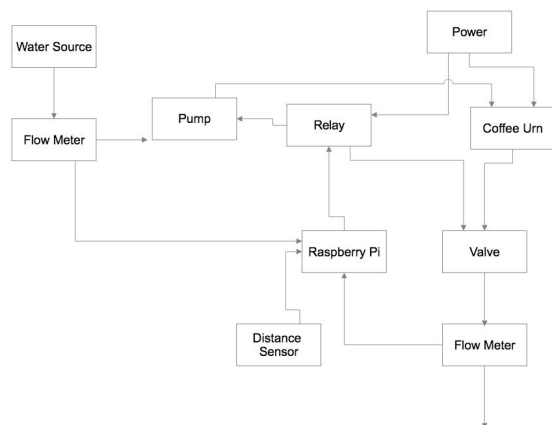 Power
Water Source
Pump
Relay
Coffee Urn
Flow Meter
Raspberry Pi
Valve
Distance
Sensor
Flow Meter